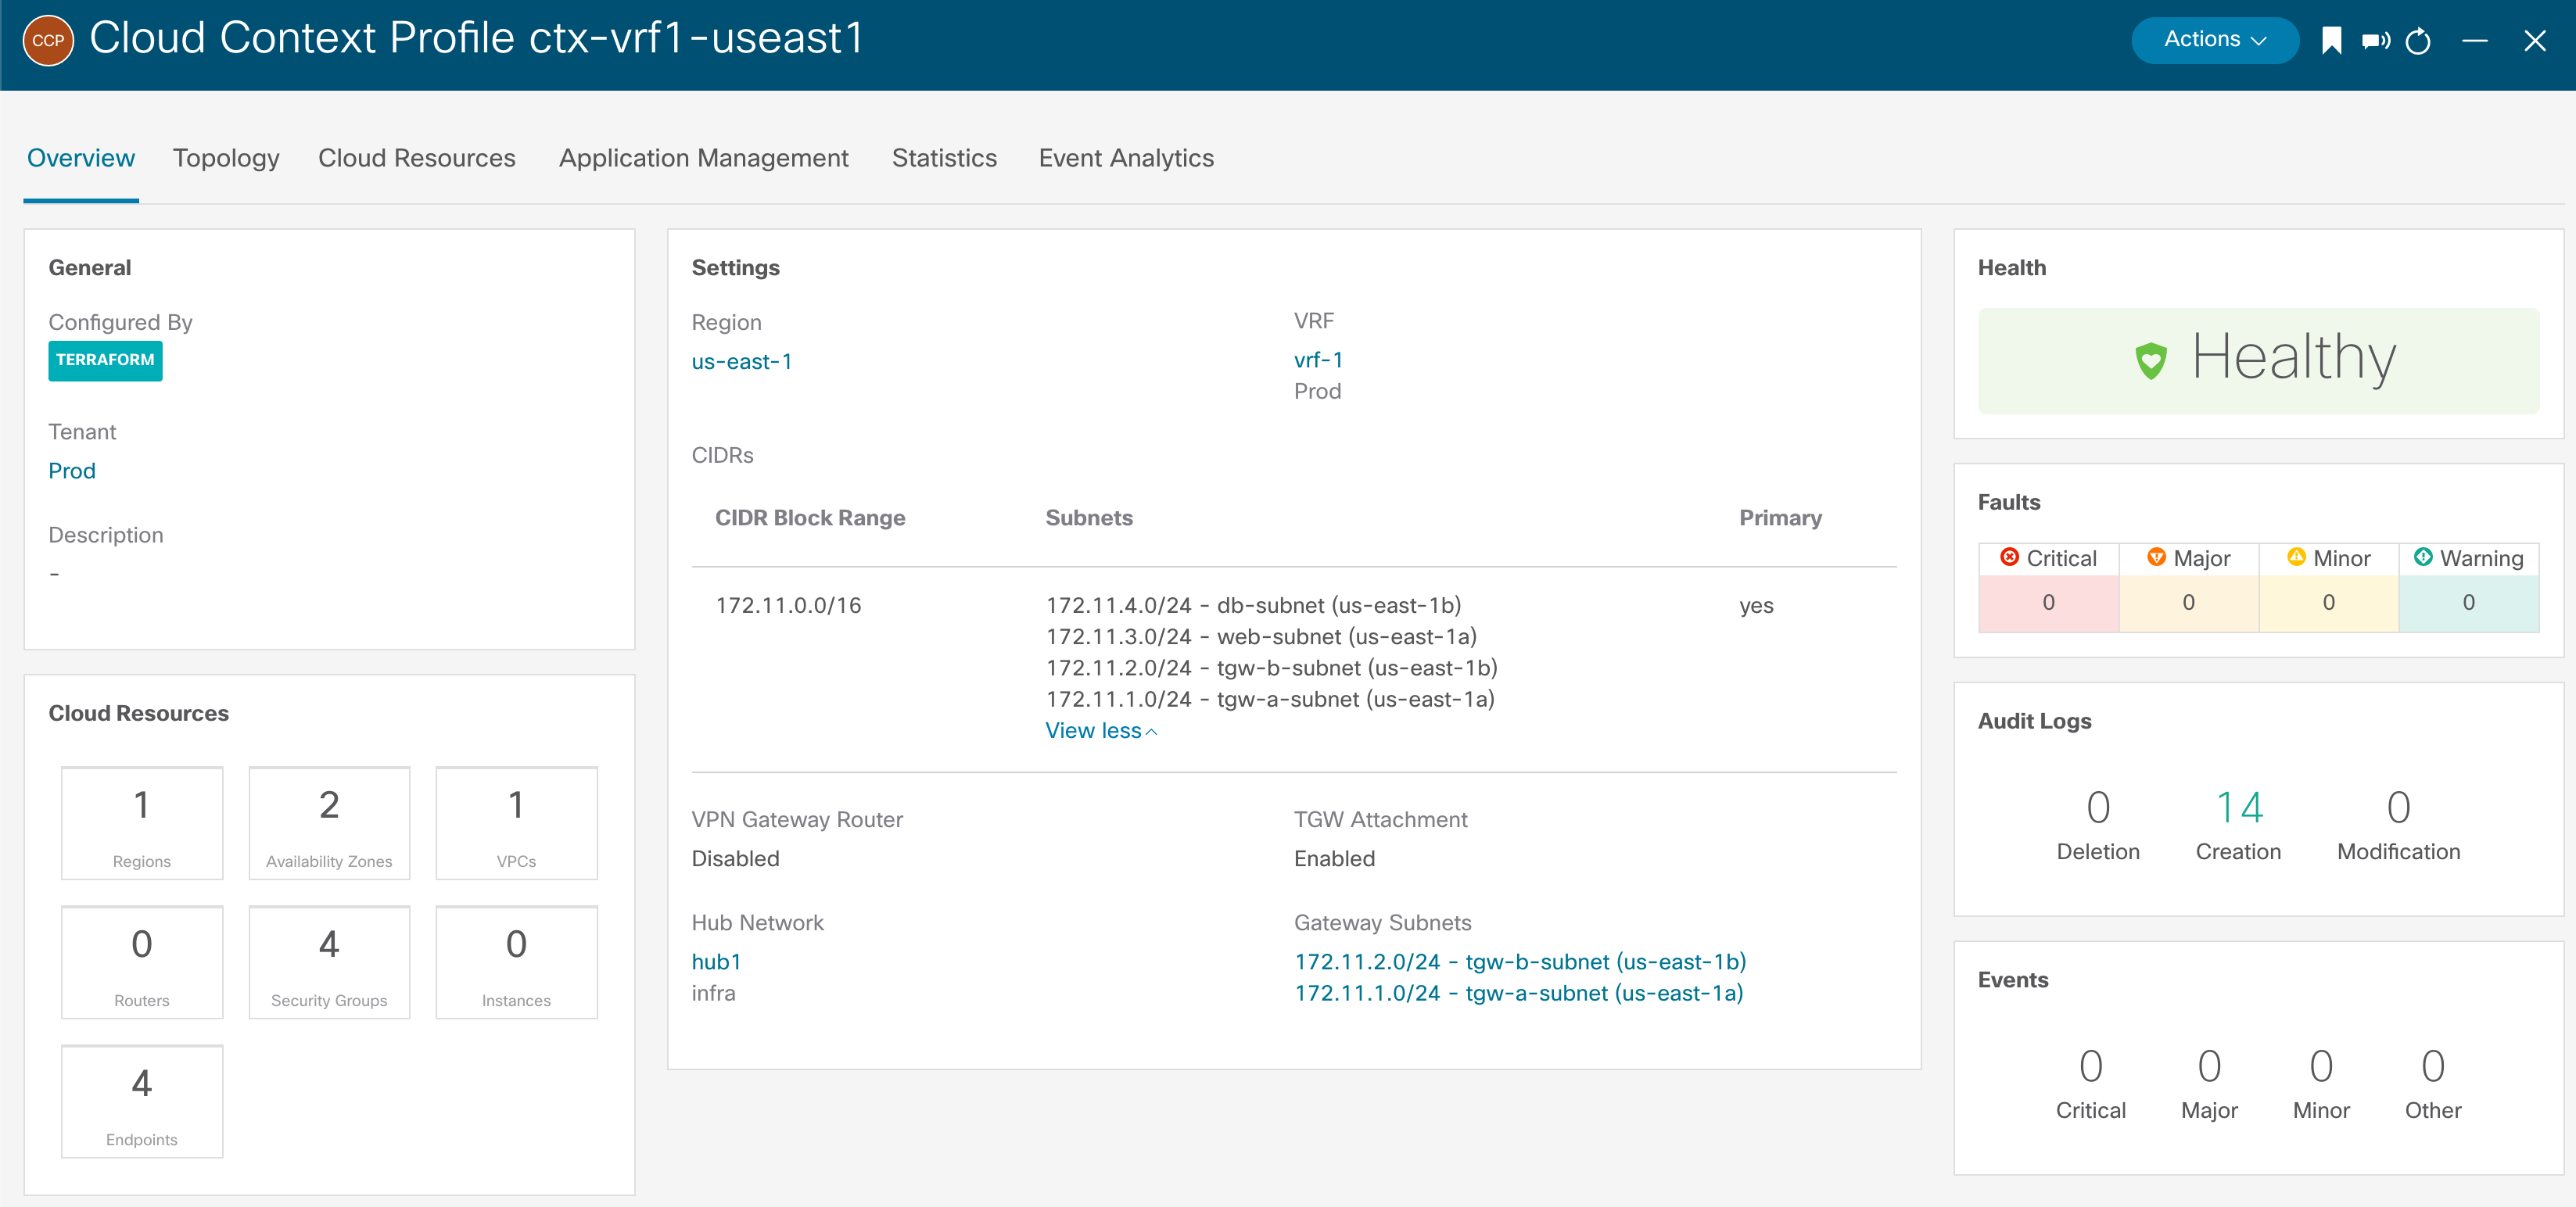 CCP Cloud Context Profile ctx-vrf1-useast1
Actions
Overview Topology Cloud Resources Application Management Statistics Event Analytics
General
Configured By
TERRAFORM
Tenant
Prod
Description
-
Cloud Resources
1 2 1
Regions Availability Zones VPCs
0 4 0
Routers Security Groups Instances
4
Endpoints
Settings
Region VRF
us-east-1 vrf-1
Prod
CIDRs
CIDR Block Range Subnets Primary
172.11.0.0/16 172.11.4.0/24 - db-subnet (us-east-1b) yes
172.11.3.0/24 - web-subnet (us-east-1a)
172.11.2.0/24 - tgw-b-subnet (us-east-1b)
172.11.1.0/24 - tgw-a-subnet (us-east-1a)
View less
VPN Gateway Router TGW Attachment
Disabled Enabled
Hub Network Gateway Subnets
hub1 172.11.2.0/24 - tgw-b-subnet (us-east-1b)
infra 172.11.1.0/24 - tgw-a-subnet (us-east-1a)
Health
Healthy
Faults
Critical Major Minor Warning
0 0 0 0
Audit Logs
0 14 0
Deletion Creation Modification
Events
0 0 0 0
Critical Major Minor Other